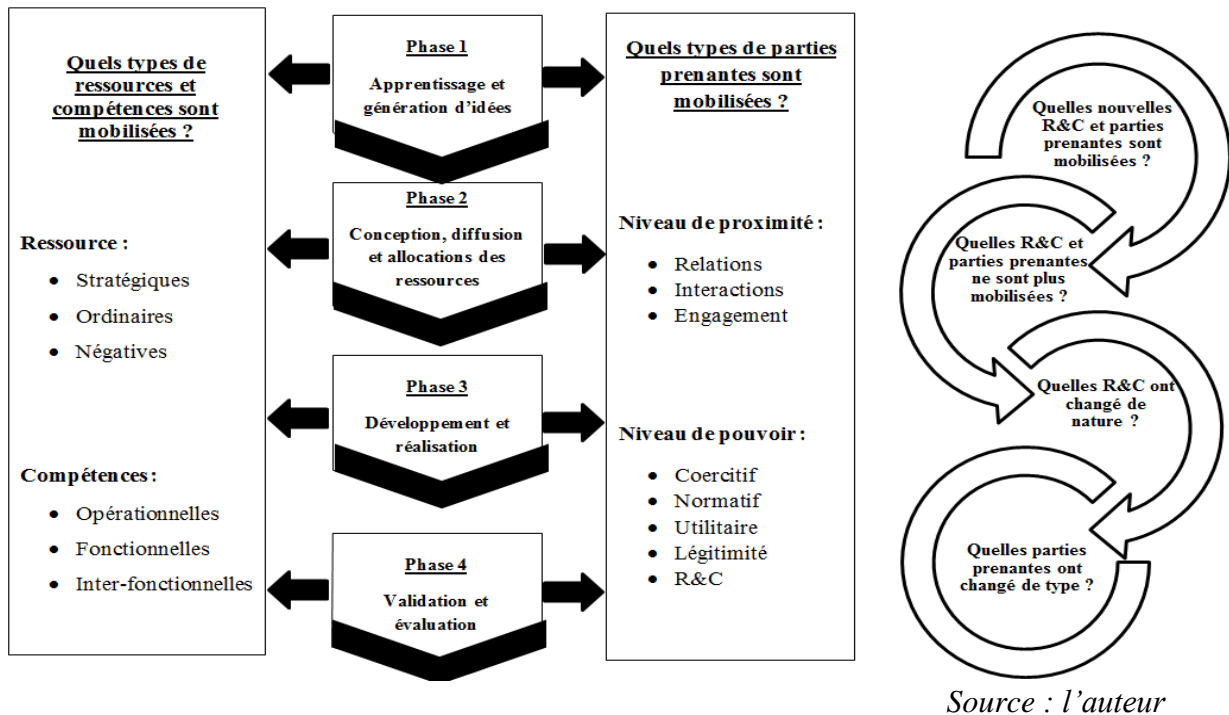 Quels types de
ressources et
compétences sont
mobilisées ?
Ressource :
• Stratégiques
• Ordinaires
• Négatives
Compétences :
• Opérationnelles
• Fonctionnelles
• Inter-fonctionnelles
Phase 1
Apprentissage et
génération d’idées
Phase 2
Conception, diffusion
et allocations des
ressources
Phase 3
Développement et
réalisation
Phase 4
Validation et
évaluation
Quels types de parties
prenantes sont
mobilisées ?
Niveau de proximité :
• Relations
• Interactions
• Engagement
Niveau de pouvoir :
• Coercitif
• Normatif
• Utilitaire
• Légitimité
• R&C
Quelles nouvelles
R&C et parties
prenantes sont
mobilisées ?
Quelles R&C et
parties prenantes
ne sont plus
mobilisées ?
Quelles R&C ont
changé de
nature ?
Quelles parties
prenantes ont
changé de type ?
Source : l’auteur